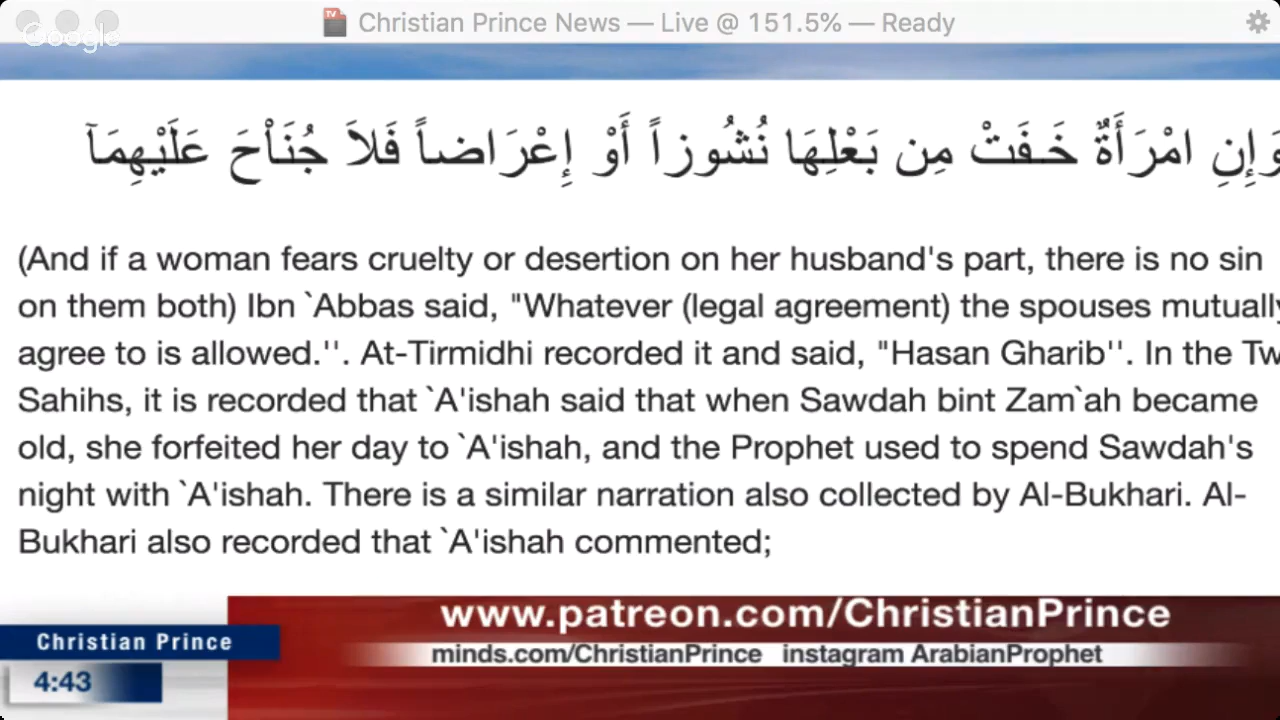 Christian Prince News — Live @ 151.5% — Ready
Google
وَإِنِ امْرَأَةٌ خَـفَتْ مِن بَعْلِهَا نُشُوزاً أَوْ إِعْرَاضاً فَلاَ جُنَاْحَ عَلَيْهِمَآ
(And if a woman fears cruelty or desertion on her husband's part, there is no sin
on them both) Ibn `Abbas said, "Whatever (legal agreement) the spouses mutually
agree to is allowed.''. At-Tirmidhi recorded it and said, "Hasan Gharib''. In the Tw
Sahihs, it is recorded that `A'ishah said that when Sawdah bint Zam`ah became
old, she forfeited her day to `A'ishah, and the Prophet used to spend Sawdah's
night with `A'ishah. There is a similar narration also collected by Al-Bukhari. Al-
Bukhari also recorded that `A'ishah commented;
www.patreon.com/ChristianPrince
Christian Prince
minds.com/ChristianPrince instagram ArabianProphet
4:43